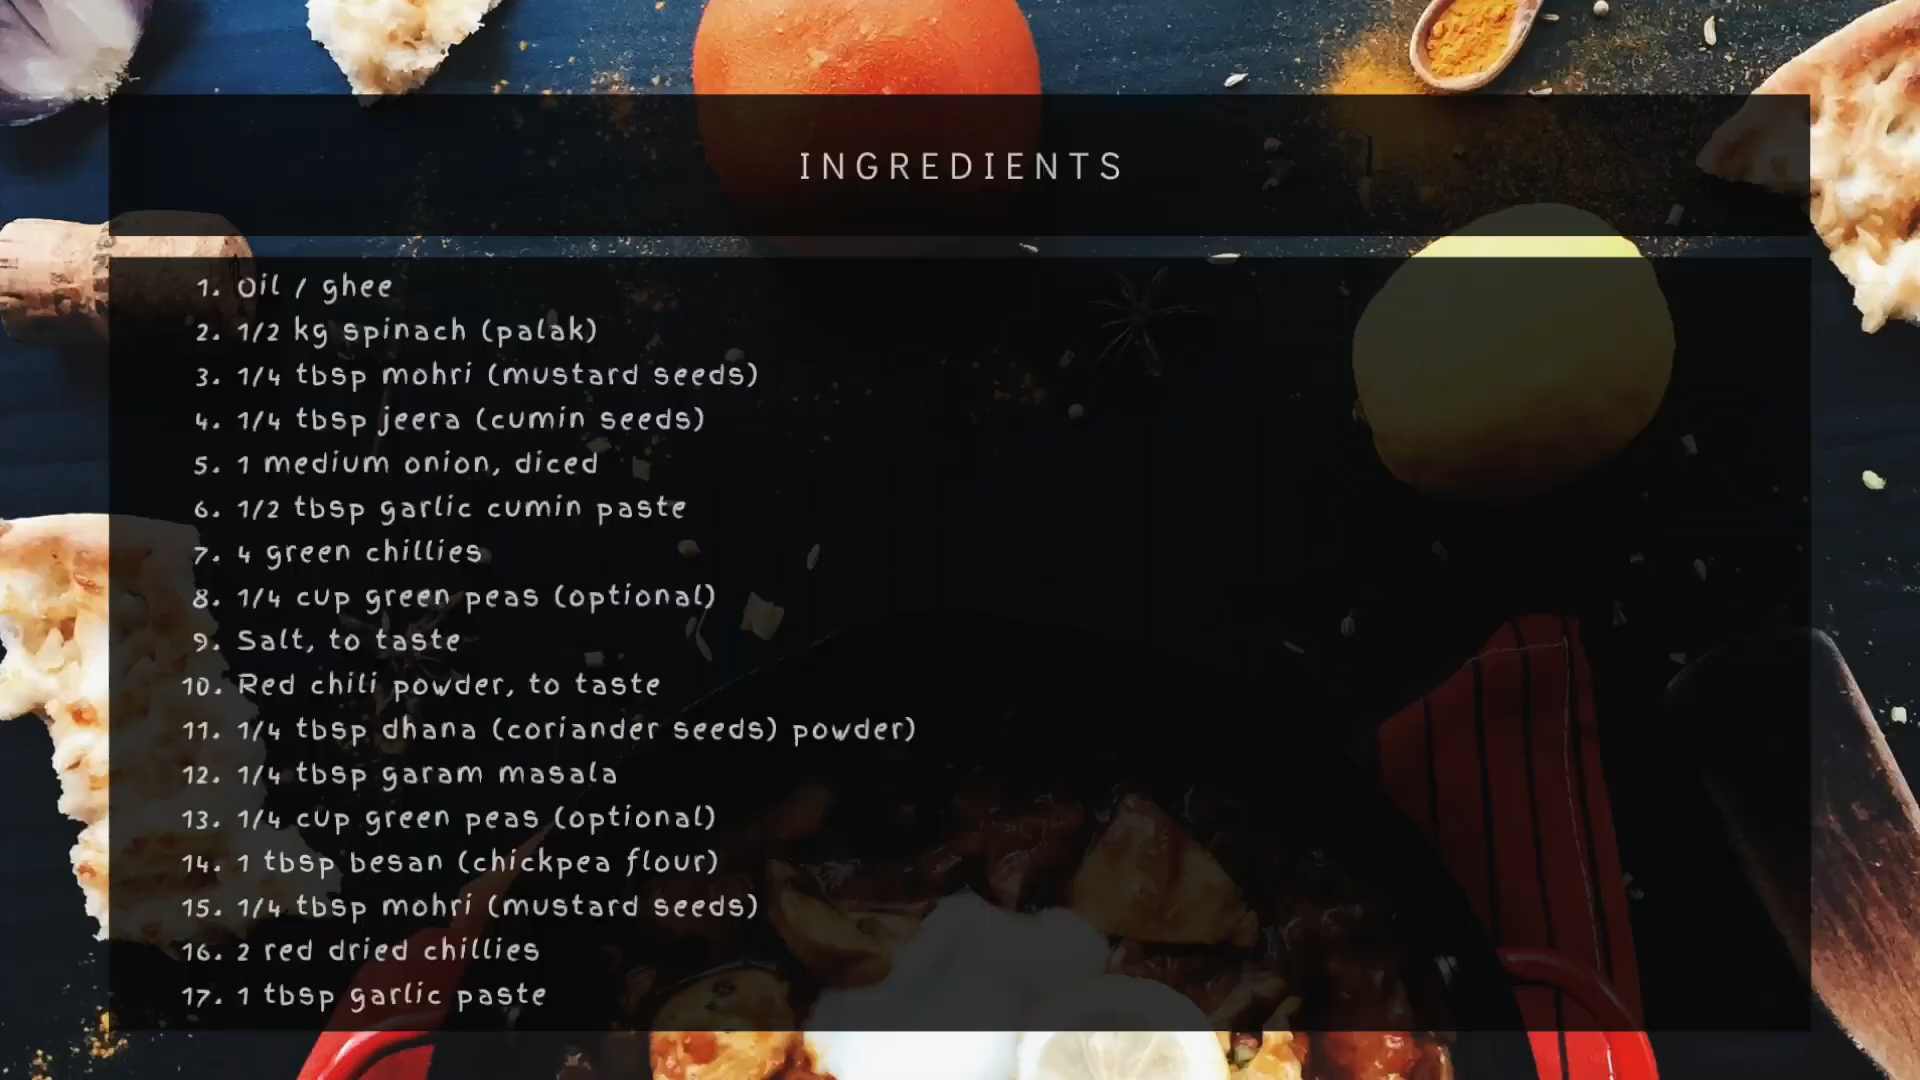 INGREDIENTS
1. Oil / ghee
2. 1/2 kg spinach (palak)
3. 1/4 tbsp mohri (mustard seeds)
4. 1/4 tbsp jeera (cumin seeds)
5. 1 medium onion, diced
6. 1/2 tbsp garlic cumin paste
7. 4 green chillies
8. 1/4 cup green peas (optional)
9. Salt, to taste
10. Red chili powder, to taste
11. 1/4 tbsp dhana (coriander seeds) powder)
12. 1/4 tbsp garam masala
13. 1/4 cup green peas (optional)
14. 1 tbsp besan (chickpea flour)
15. 1/4 tbsp mohri (mustard seeds)
16. 2 red dried chillies
17. 1 tbsp garlic paste